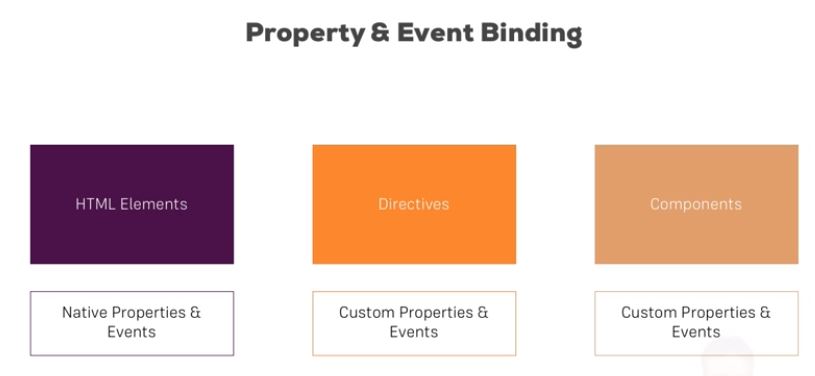 Property & Event Binding
HTML Elements
Directives
Components
Native Properties &
Events
Custom Properties &
Events
Custom Properties &
Events